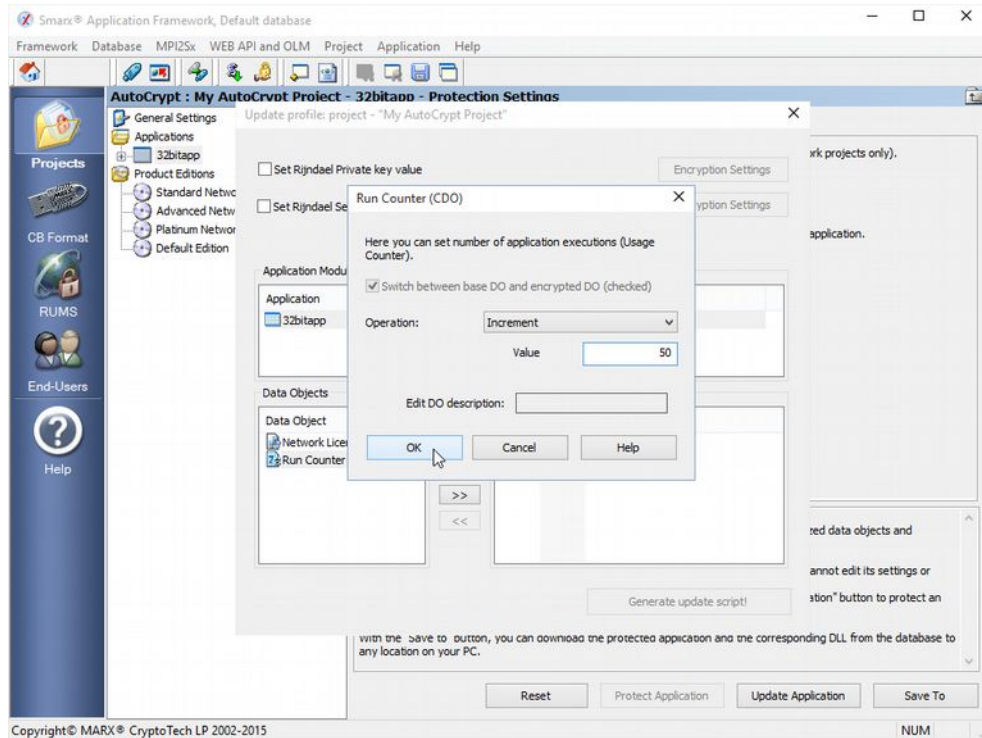 Smarx® Application Framework, Default database
Framework Database MPI2Sx WEB API and OLM Project Application Help
AutoCrypt : My AutoCrypt Project - 32bitapp - Protection Settings
Projects
CB Format
RUMS
End-Users
Help
General Settings
Applications
32bitapp
Product Editions
Standard Netwo
Advanced Netw
Platinum Networ
Default Edition
Update profile: project - "My AutoCrypt Project"
Set Rijndael Private key value
Encryption Settings
Set Rijndael Se
yption Settings
Application Modu
Application
32bitapp
Data Objects
Data Object
Network Licen
Run Counter
>>
<<
Generate update script!
Run Counter (CDO)
Here you can set number of application executions (Usage
Counter).
Switch between base DO and encrypted DO (checked)
Operation: Increment
Value 50
Edit DO description:
OK Cancel Help
rk projects only).
application.
zed data objects and
annot edit its settings or
ation" button to protect an
With the "Save to" button, you can download the protected application and the corresponding DLL from the database to
any location on your PC.
Reset Protect Application Update Application Save To
Copyright© MARX® CryptoTech LP 2002-2015
NUM